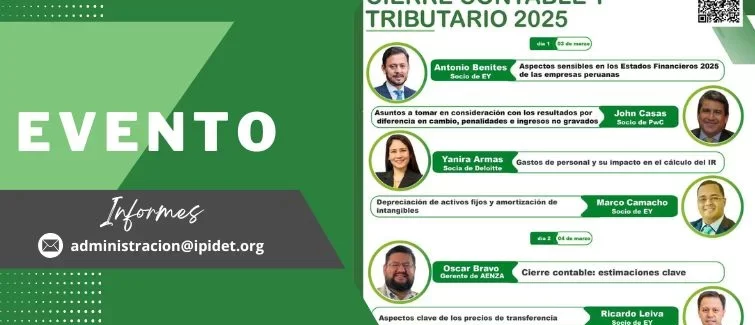 EVENTO
Informes
administracion@ipidet.org
CIERRE CONTABLE Y
TRIBUTARIO 2025
día 1 03 de marzo
Antonio Benites
Socio de EY
Aspectos sensibles en los Estados Financieros 2025
de las empresas peruanas
Asuntos a tomar en consideración con los resultados por
diferencia en cambio, penalidades e ingresos no gravados
John Casas
Socio de PwC
Yanira Armas
Socia de Deloitte
Gastos de personal y su impacto en el cálculo del IR
Depreciación de activos fijos y amortización de
intangibles
Marco Camacho
Socio de EY
día 2 04 de marzo
Oscar Bravo
Gerente de AENZA
Cierre contable: estimaciones clave
Aspectos clave de los precios de transferencia
Ricardo Leiva
Socio de EY